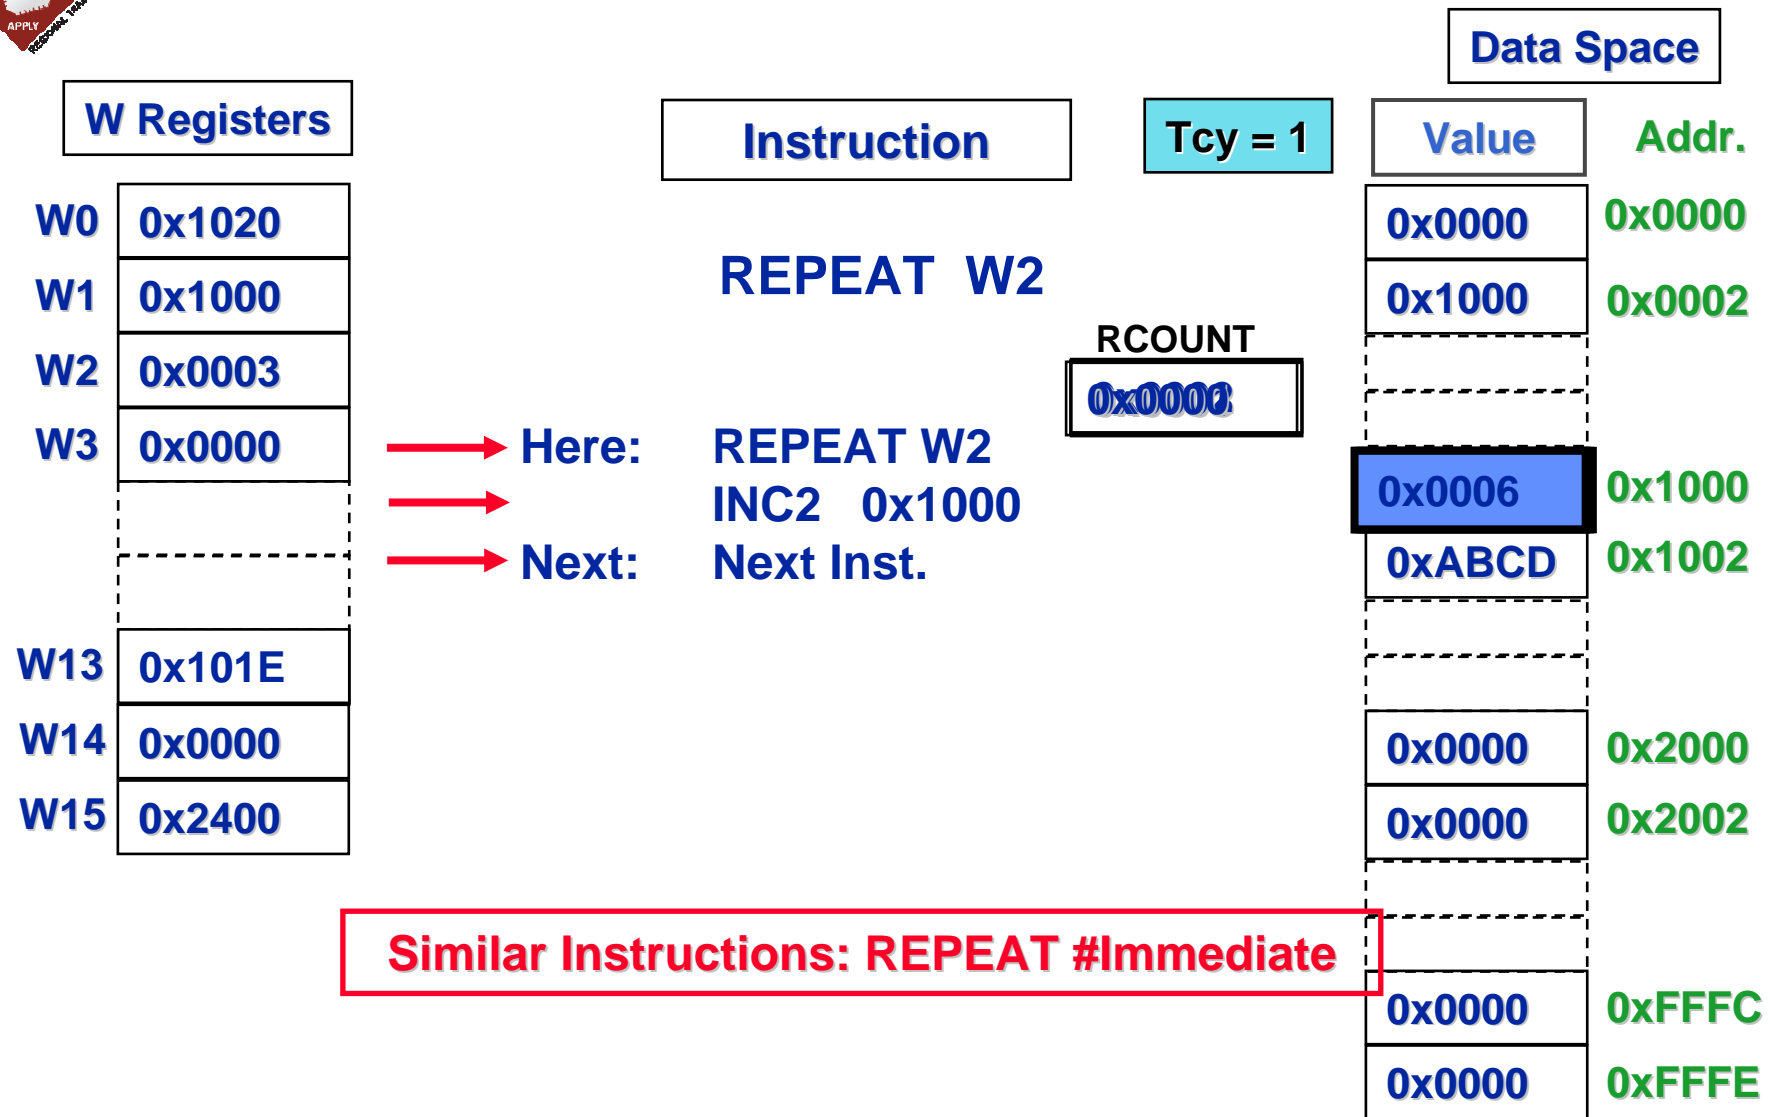 APPLY
Data Space
W Registers
Instruction
Tcy = 1
Value
Addr.
W0 0x1020
0x0000 0x0000
REPEAT W2
W1 0x1000
0x1000 0x0002
RCOUNT
W2 0x0003
W3 0x0000
Here: REPEAT W2
0x0006 0x1000
INC2 0x1000
Next: Next Inst.
0xABCD 0x1002
W13 0x101E
W14 0x0000
0x0000 0x2000
W15 0x2400
0x0000 0x2002
Similar Instructions: REPEAT #Immediate
0x0000 0xFFFC
0x0000 0xFFFE